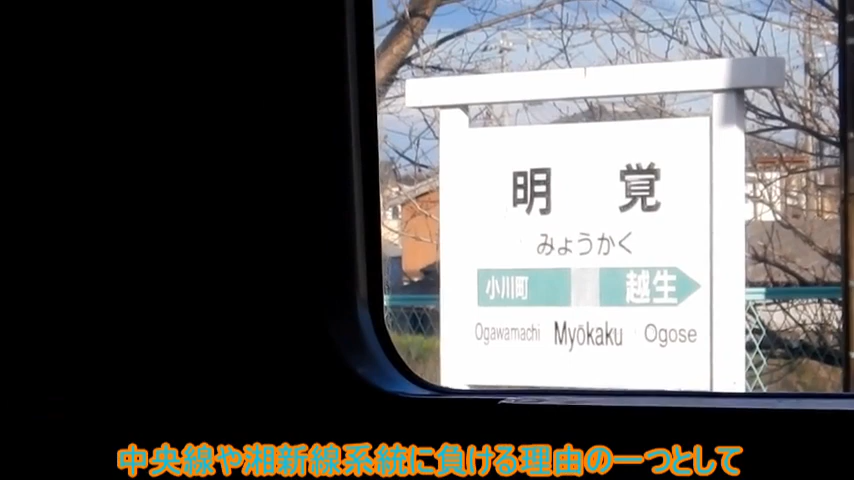 明覚
みょうかく
小川町 越生
Ogawamachi Myōkaku Ogose
中央線や湘新線系統に負ける理由の一つとして